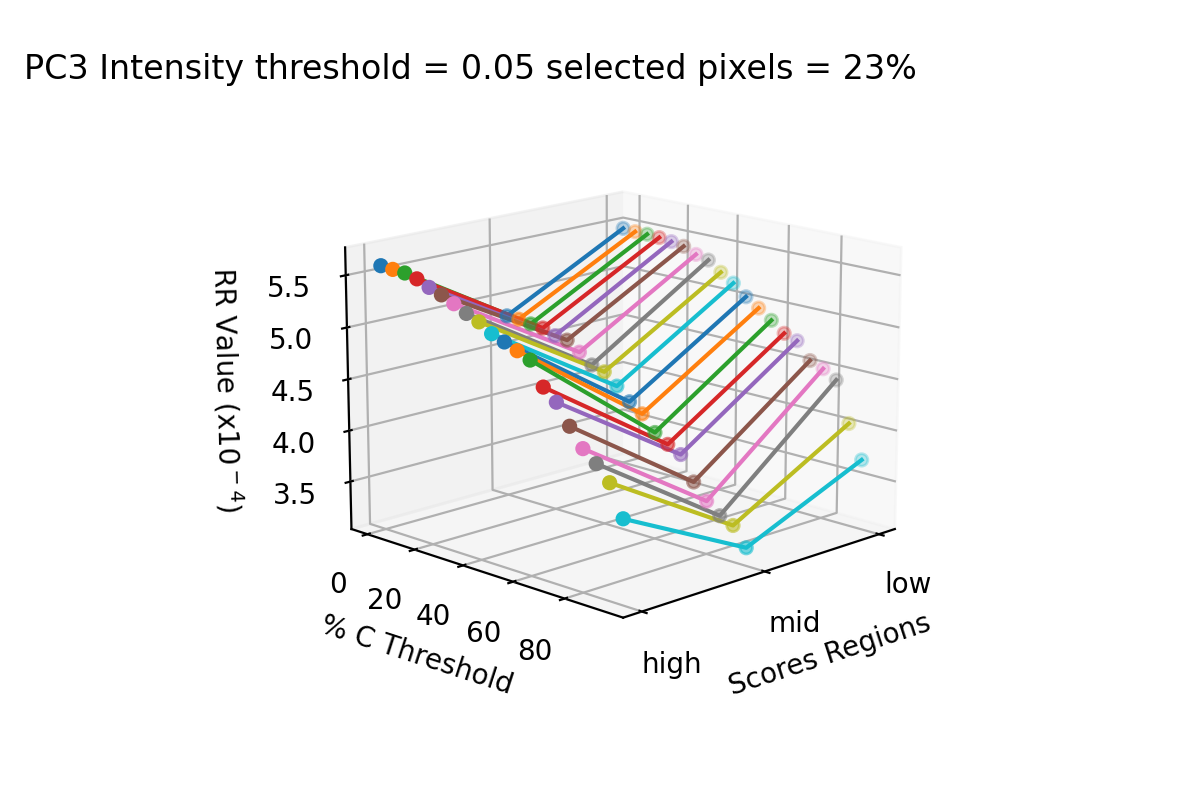 PC3 Intensity threshold = 0.05 selected pixels = 23%
RR Value (x10⁻⁴)
5.5
5.0
4.5
4.0
3.5
0
20
40
60
80
% C Threshold
high
mid
low
Scores Regions